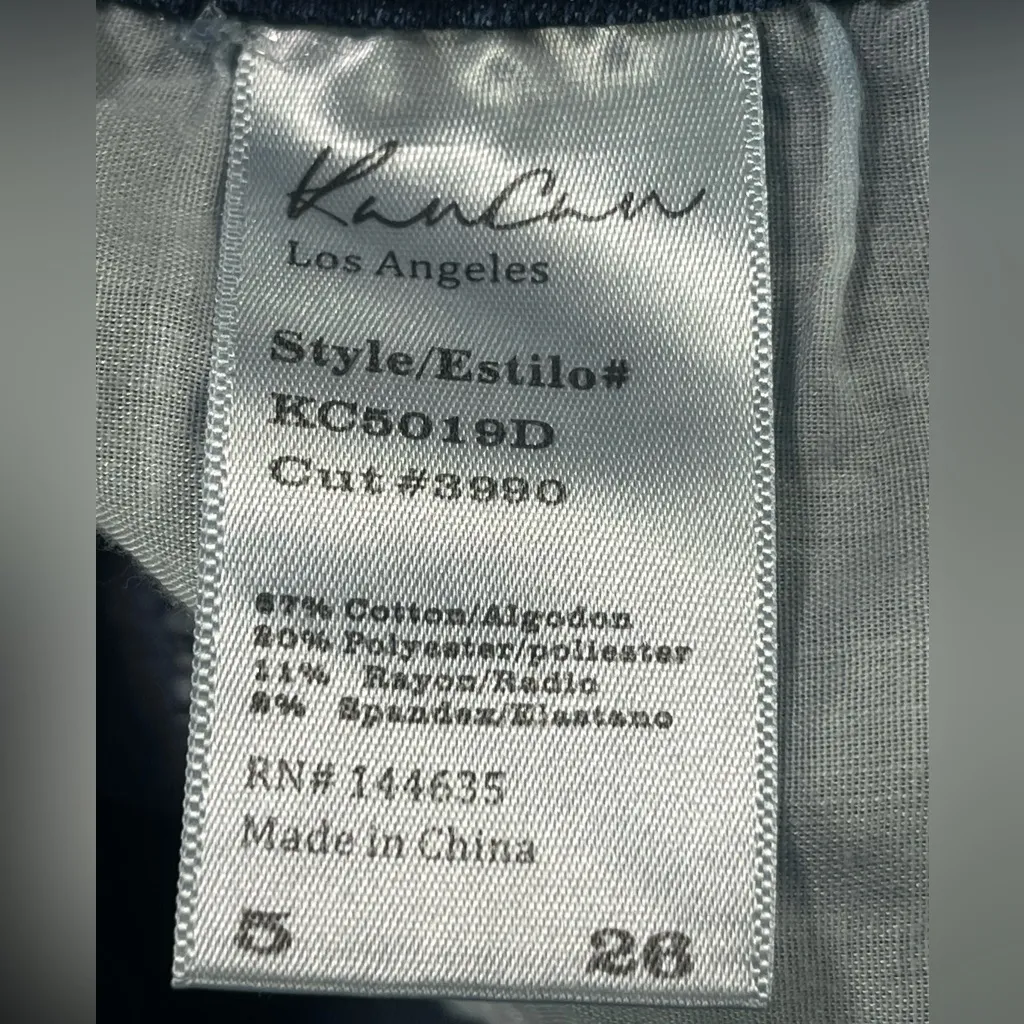 KanCan
Los Angeles
Style/Estilo#
KC5019D
Cut #3990
67% Cotton/Algodon
20% Polyester/poliester
11% Rayon/Radio
2% Spandex/Elastano
RN# 144635
Made in China
5 26